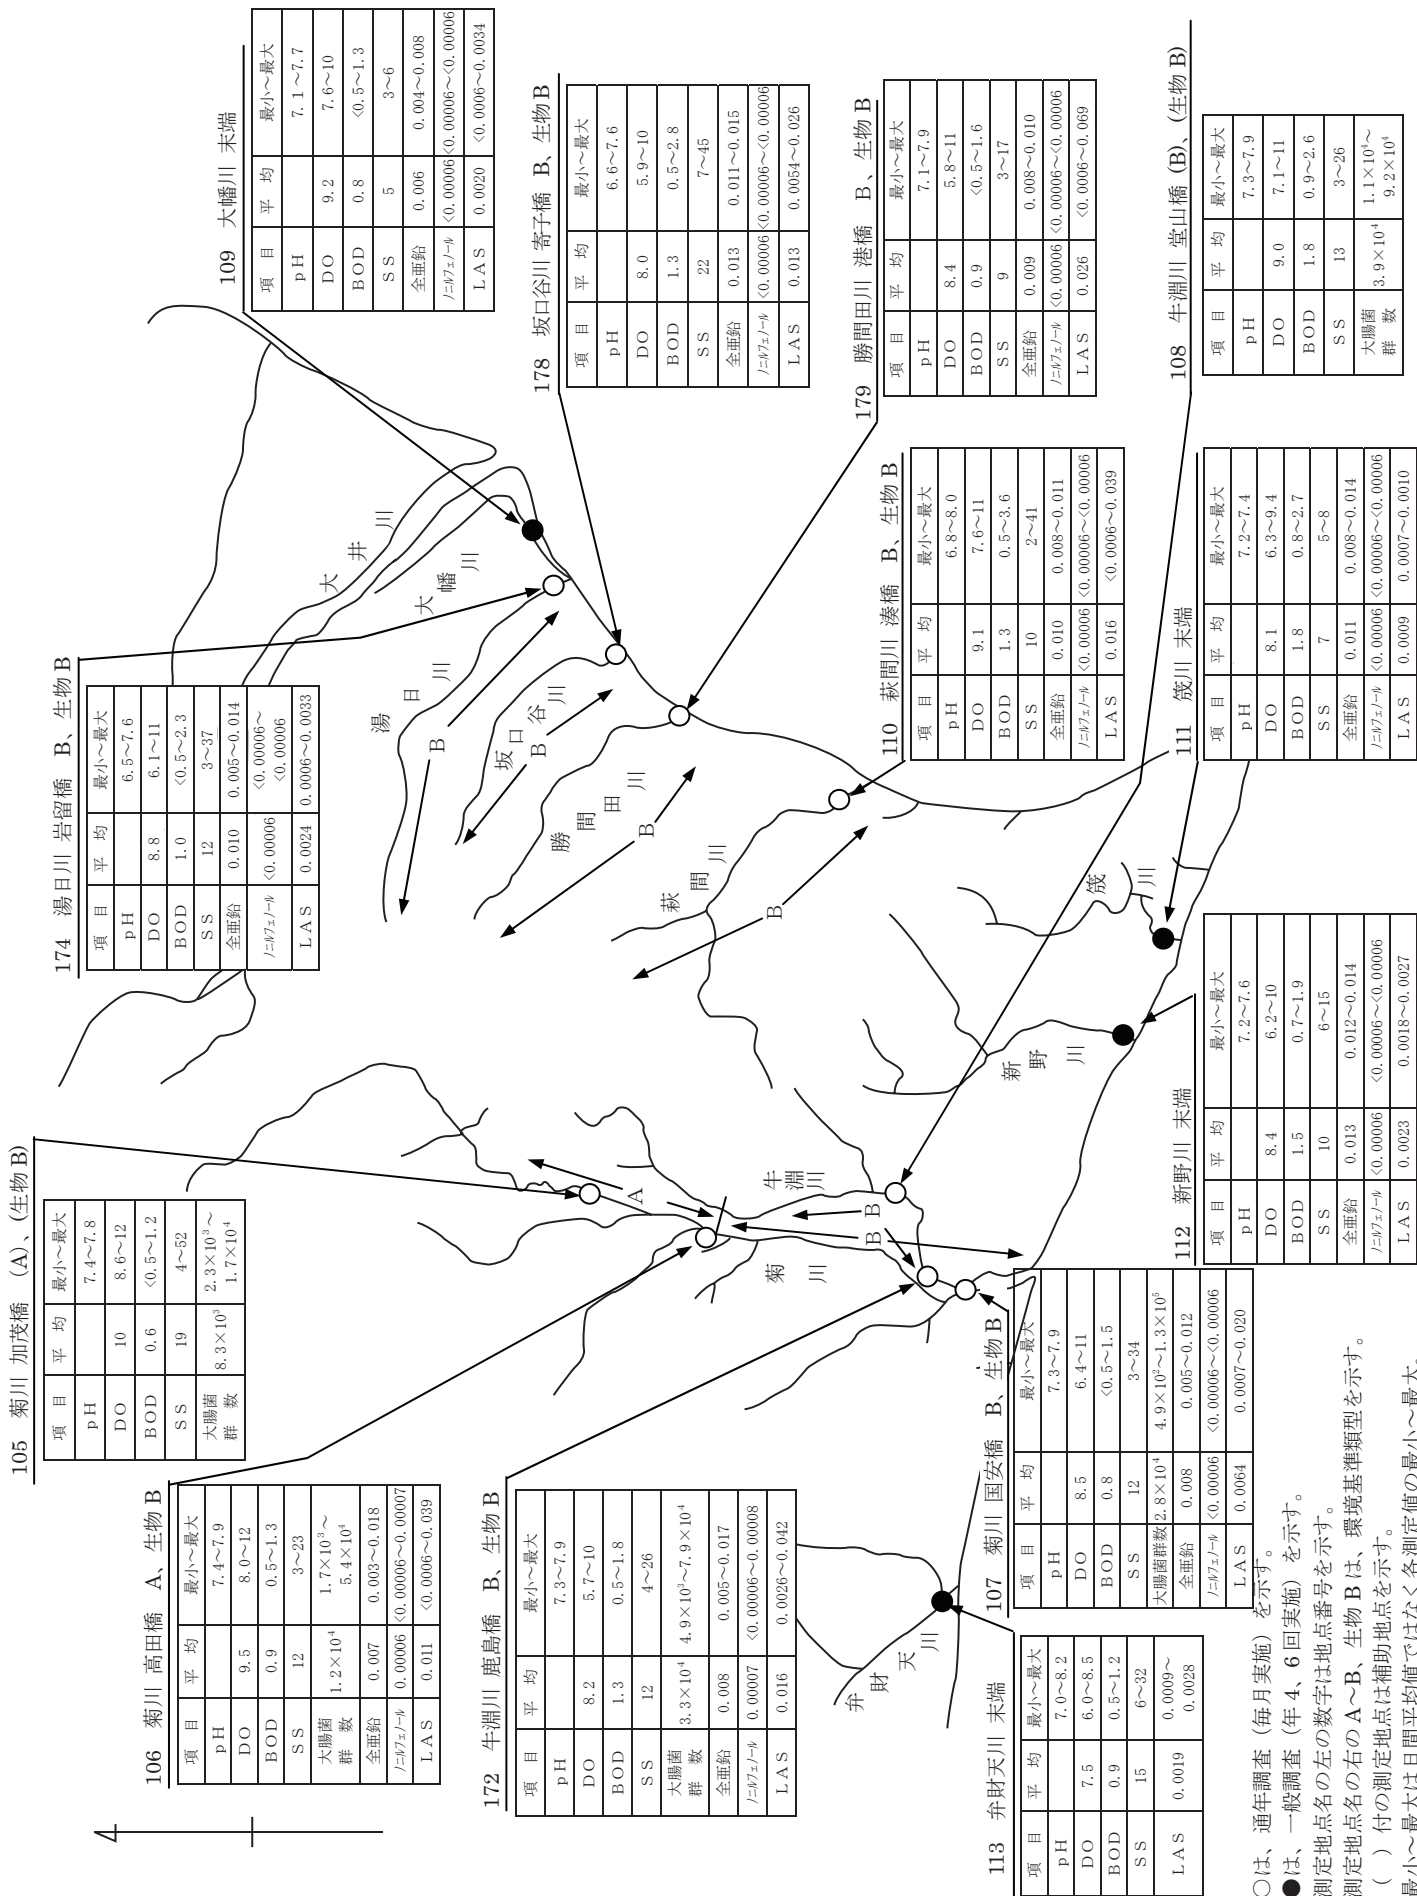 105 菊川 加茂橋 (A)、(生物 B)
項 目 平 均 最小～最大
pH 7.4～7.8
DO 10 8.6～12
BOD 0.6 <0.5～1.2
SS 19 4～52
大腸菌群 数 8.3×10³ 2.3×10³～1.7×10⁴
106 菊川 高田橋 A、生物 B
項 目 平 均 最小～最大
pH 7.4～7.9
DO 9.5 8.0～12
BOD 0.9 0.5～1.3
SS 12 3～23
大腸菌群 数 1.2×10⁴ 1.7×10³～5.4×10⁴
全亜鉛 0.007 0.003～0.018
ノニルフェノール 0.00006 <0.00006～0.00007
LAS 0.011 <0.0006～0.039
172 牛淵川 鹿島橋 B、生物 B
項 目 平 均 最小～最大
pH 7.3～7.9
DO 8.2 5.7～10
BOD 1.3 0.5～1.8
SS 12 4～26
大腸菌群 数 3.3×10⁴ 4.9×10³～7.9×10⁴
全亜鉛 0.008 0.005～0.017
ノニルフェノール 0.00007 <0.00006～0.00008
LAS 0.016 0.0026～0.042
174 湯日川 岩留橋 B、生物 B
項 目 平 均 最小～最大
pH 6.5～7.6
DO 8.8 6.1～11
BOD 1.0 <0.5～2.3
SS 12 3～37
全亜鉛 0.010 0.005～0.014
ノニルフェノール <0.00006 <0.00006～<0.00006
LAS 0.0024 0.0006～0.0033
109 大幡川 末端
項 目 平 均 最小～最大
pH 7.1～7.7
DO 9.2 7.6～10
BOD 0.8 <0.5～1.3
SS 5 3～6
全亜鉛 0.006 0.004～0.008
ノニルフェノール <0.00006 <0.00006～<0.00006
LAS 0.0020 <0.0006～0.0034
178 坂口谷川 寄子橋 B、生物 B
項 目 平 均 最小～最大
pH 6.6～7.6
DO 8.0 5.9～10
BOD 1.3 0.5～2.8
SS 22 7～45
全亜鉛 0.013 0.011～0.015
ノニルフェノール <0.00006 <0.00006～<0.00006
LAS 0.013 0.0054～0.026
179 勝間田川 港橋 B、生物 B
項 目 平 均 最小～最大
pH 7.1～7.9
DO 8.4 5.8～11
BOD 0.9 <0.5～1.6
SS 9 3～17
全亜鉛 0.009 0.008～0.010
ノニルフェノール <0.00006 <0.00006～<0.00006
LAS 0.026 <0.0006～0.069
110 萩間川 湊橋 B、生物 B
項 目 平 均 最小～最大
pH 6.8～8.0
DO 9.1 7.6～11
BOD 1.3 0.5～3.6
SS 10 2～41
全亜鉛 0.010 0.008～0.011
ノニルフェノール <0.00006 <0.00006～<0.00006
LAS 0.016 <0.0006～0.039
108 牛淵川 堂山橋 (B)、(生物 B)
項 目 平 均 最小～最大
pH 7.3～7.9
DO 9.0 7.1～11
BOD 1.8 0.9～2.6
SS 13 3～26
大腸菌群 数 3.9×10⁴ 1.1×10⁴～9.2×10⁴
111 筬川 末端
項 目 平 均 最小～最大
pH 7.2～7.4
DO 8.1 6.3～9.4
BOD 1.8 0.8～2.7
SS 7 5～8
全亜鉛 0.011 0.008～0.014
ノニルフェノール <0.00006 <0.00006～<0.00006
LAS 0.0009 0.0007～0.0010
112 新野川 末端
項 目 平 均 最小～最大
pH 7.2～7.6
DO 8.4 6.2～10
BOD 1.5 0.7～1.9
SS 10 6～15
全亜鉛 0.013 0.012～0.014
ノニルフェノール <0.00006 <0.00006～<0.00006
LAS 0.0023 0.0018～0.0027
107 菊川 国安橋 B、生物 B
項 目 平 均 最小～最大
pH 7.3～7.9
DO 8.5 6.4～11
BOD 0.8 <0.5～1.5
SS 12 3～34
大腸菌群数 2.8×10⁴ 4.9×10²～1.3×10⁵
全亜鉛 0.008 0.005～0.012
ノニルフェノール <0.00006 <0.00006～<0.00006
LAS 0.0064 0.0007～0.020
113 弁財天川 末端
項 目 平 均 最小～最大
pH 7.0～8.2
DO 7.5 6.0～8.5
BOD 0.9 0.5～1.2
SS 15 6～32
LAS 0.0019 0.0009～0.0028
大井川
大幡川
湯日川
B
坂口谷川
B
勝間田川
B
萩間川
B
筬川
新野川
牛淵川
A
B
B
菊川
弁財天川
○は、通年調査（毎月実施）を示す。
●は、一般調査（年 4、6 回実施）を示す。
測定地点名の左の数字は地点番号を示す。
測定地点名の右の A～B、生物 B は、環境基準類型を示す。
（ ）付の測定地点は補助地点を示す。
最小～最大は日間平均値ではなく各測定値の最小～最大。